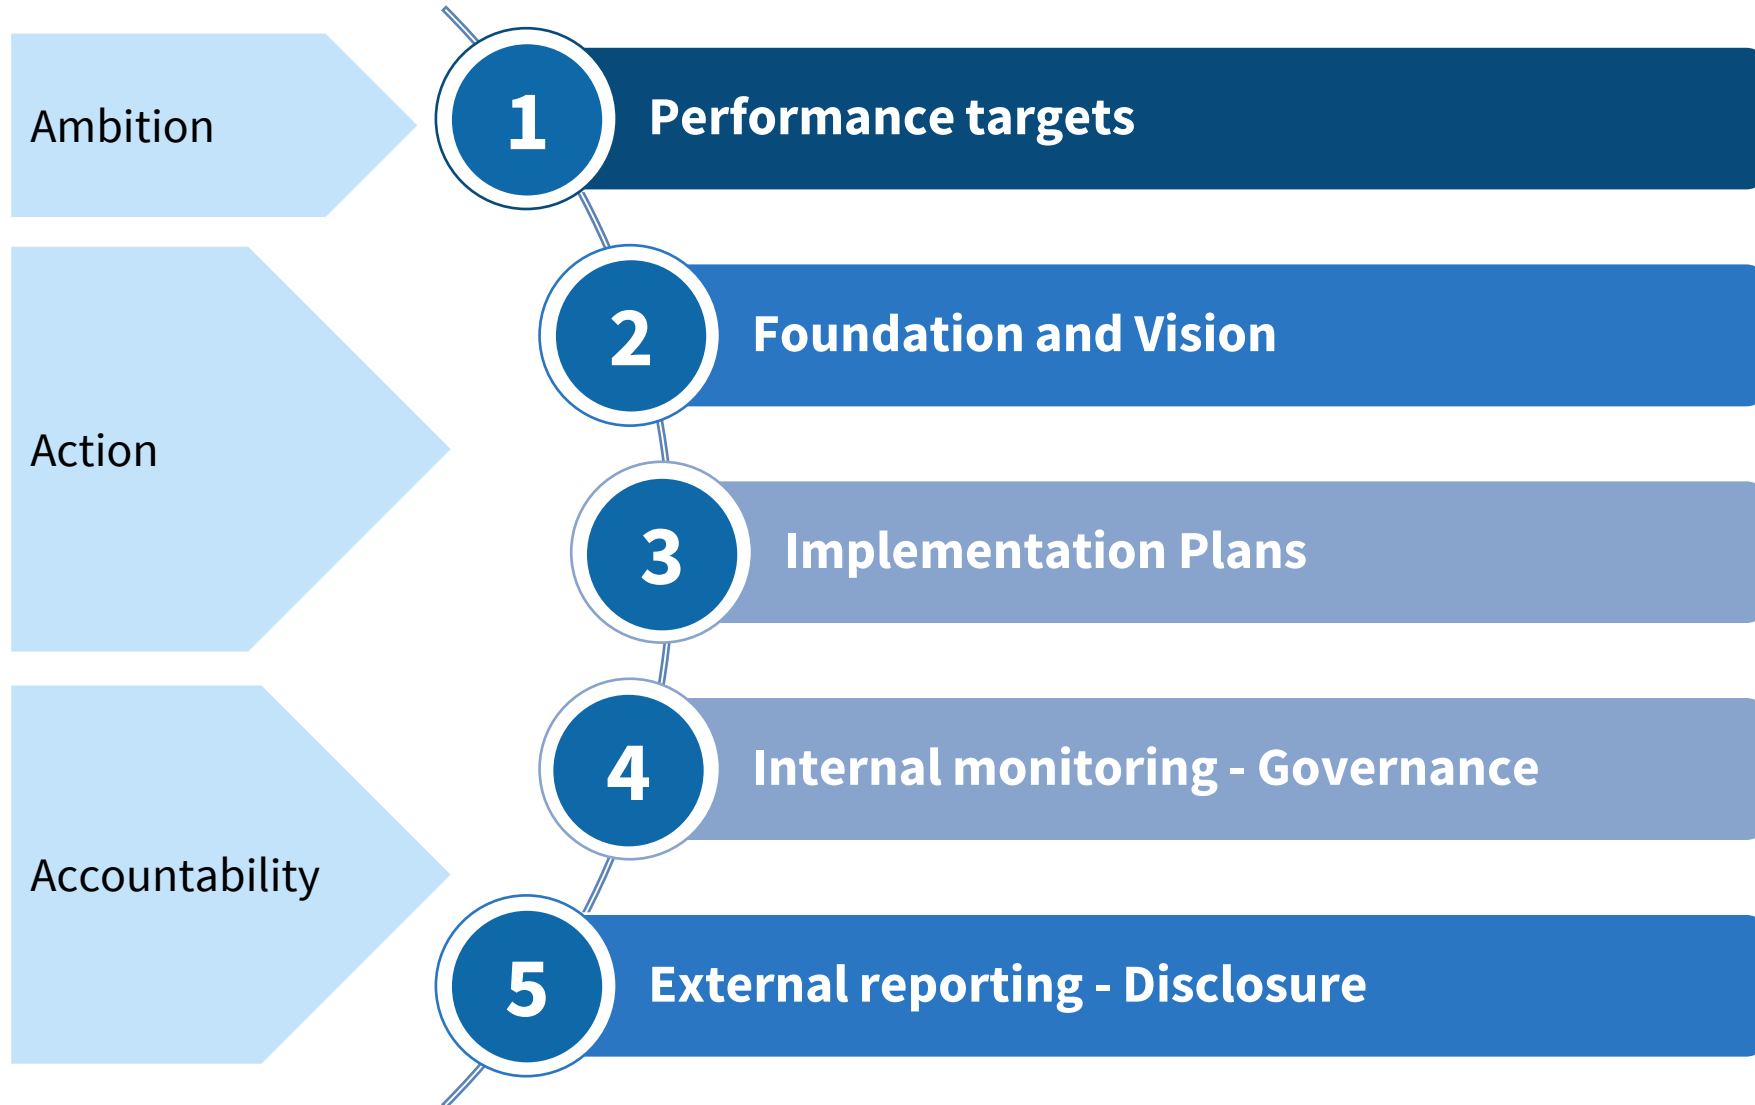 Ambition
1
Performance targets
2
Foundation and Vision
Action
3
Implementation Plans
4
Internal monitoring - Governance
Accountability
5
External reporting - Disclosure